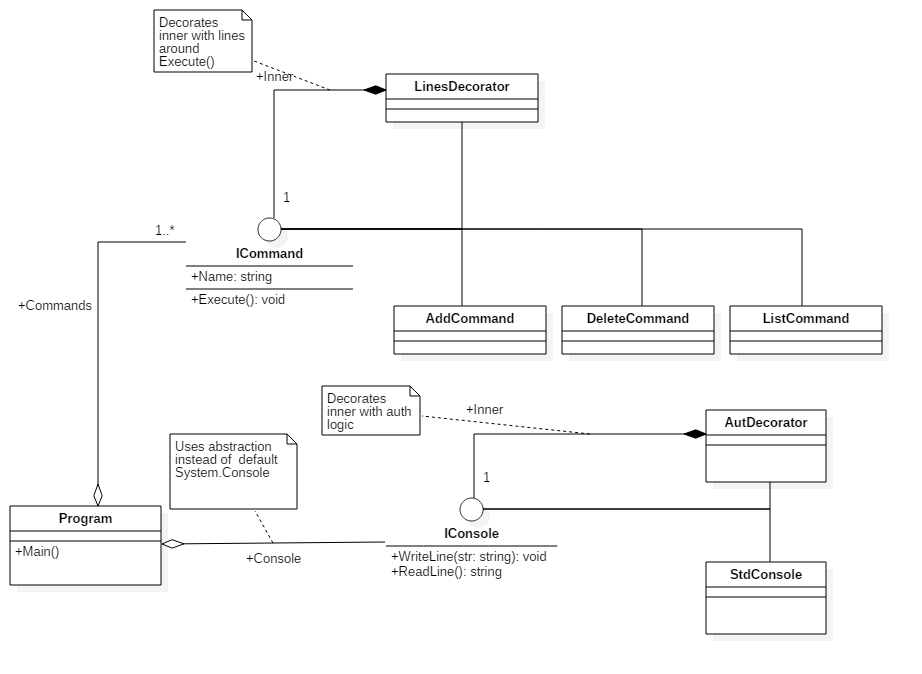 Decorates
inner with lines
around
Execute()
+Inner
LinesDecorator
1
1..*
ICommand
+Name: string
+Execute(): void
+Commands
AddCommand
DeleteCommand
ListCommand
Decorates
inner with auth
logic
+Inner
AutDecorator
Uses abstraction
instead of  default
System.Console
1
Program
+Main()
+Console
IConsole
+WriteLine(str: string): void
+ReadLine(): string
StdConsole